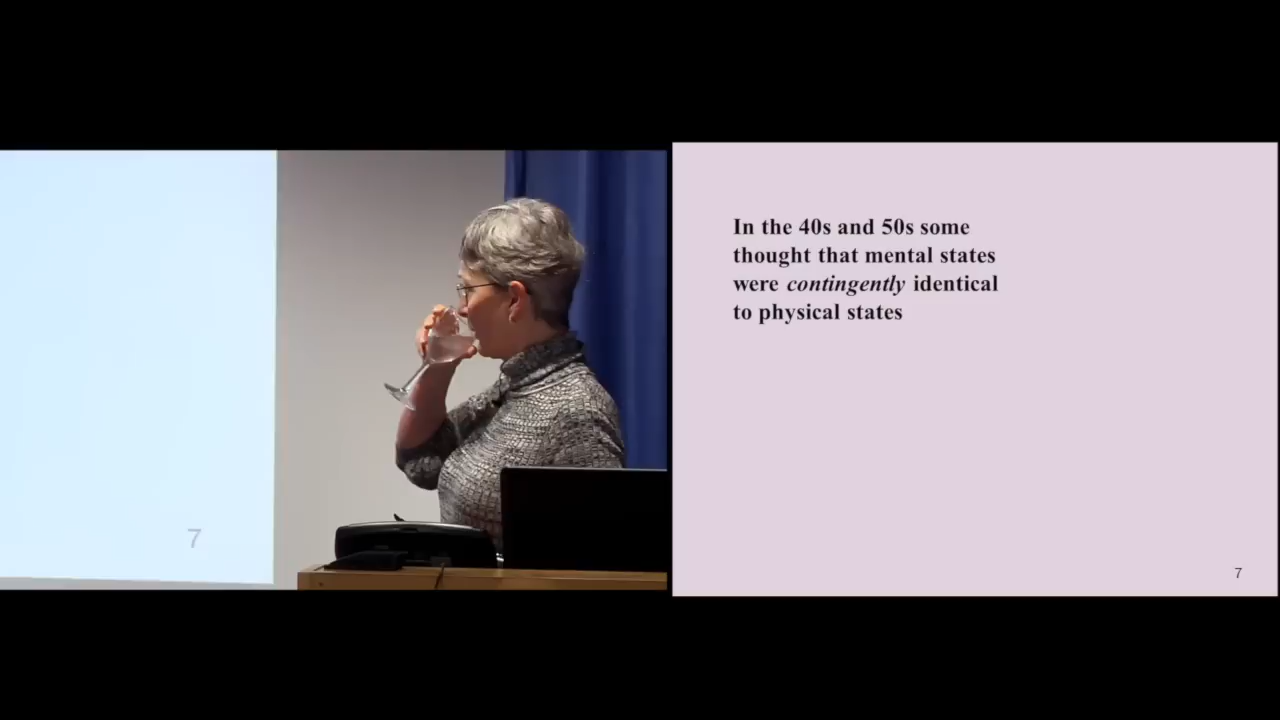 In the 40s and 50s some
thought that mental states
were contingently identical
to physical states
7
7